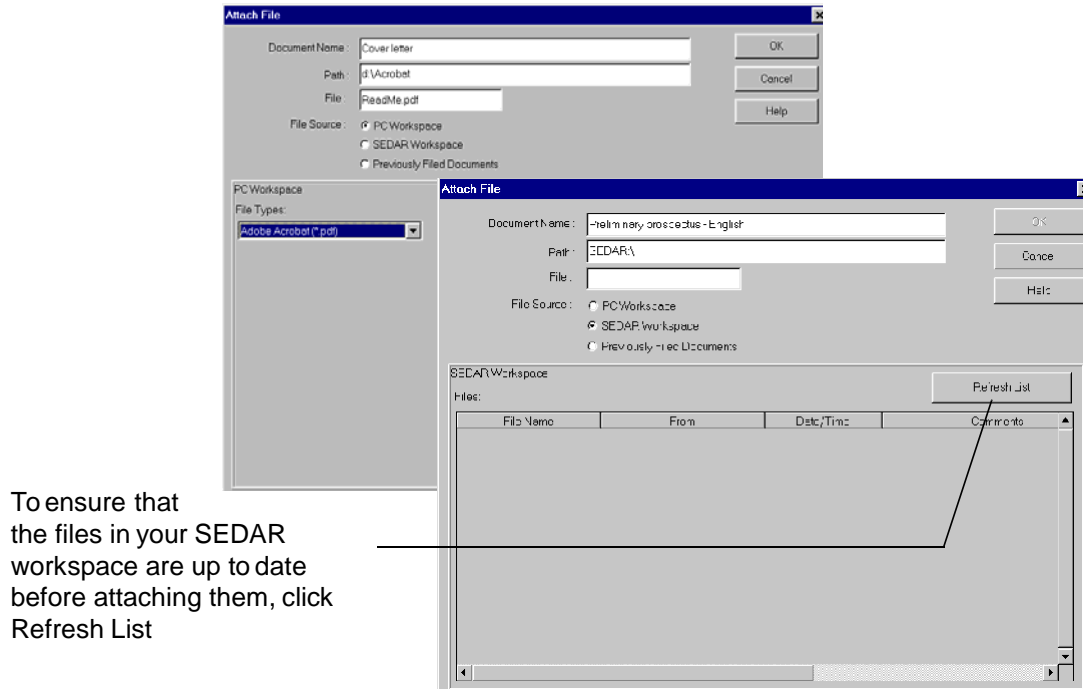 Attach File
Document Name : Cover letter
OK
Path : d:\Acrobat
Cancel
File : ReadMe.pdf
Help
File Source : PC Workspace
SEDAR Workspace
Previously Filed Documents
PC Workspace
File Types:
Adobe Acrobat (*.pdf)
Attach File
Document Name : Preliminary prospectus - English
OK
Path : SEDAR:\
Cancel
File :
Help
File Source : PC Workspace
SEDAR Workspace
Previously Filed Documents
SEDAR Workspace
Refresh List
Files:
File Name From Date/Time Comments
To ensure that
the files in your SEDAR
workspace are up to date
before attaching them, click
Refresh List